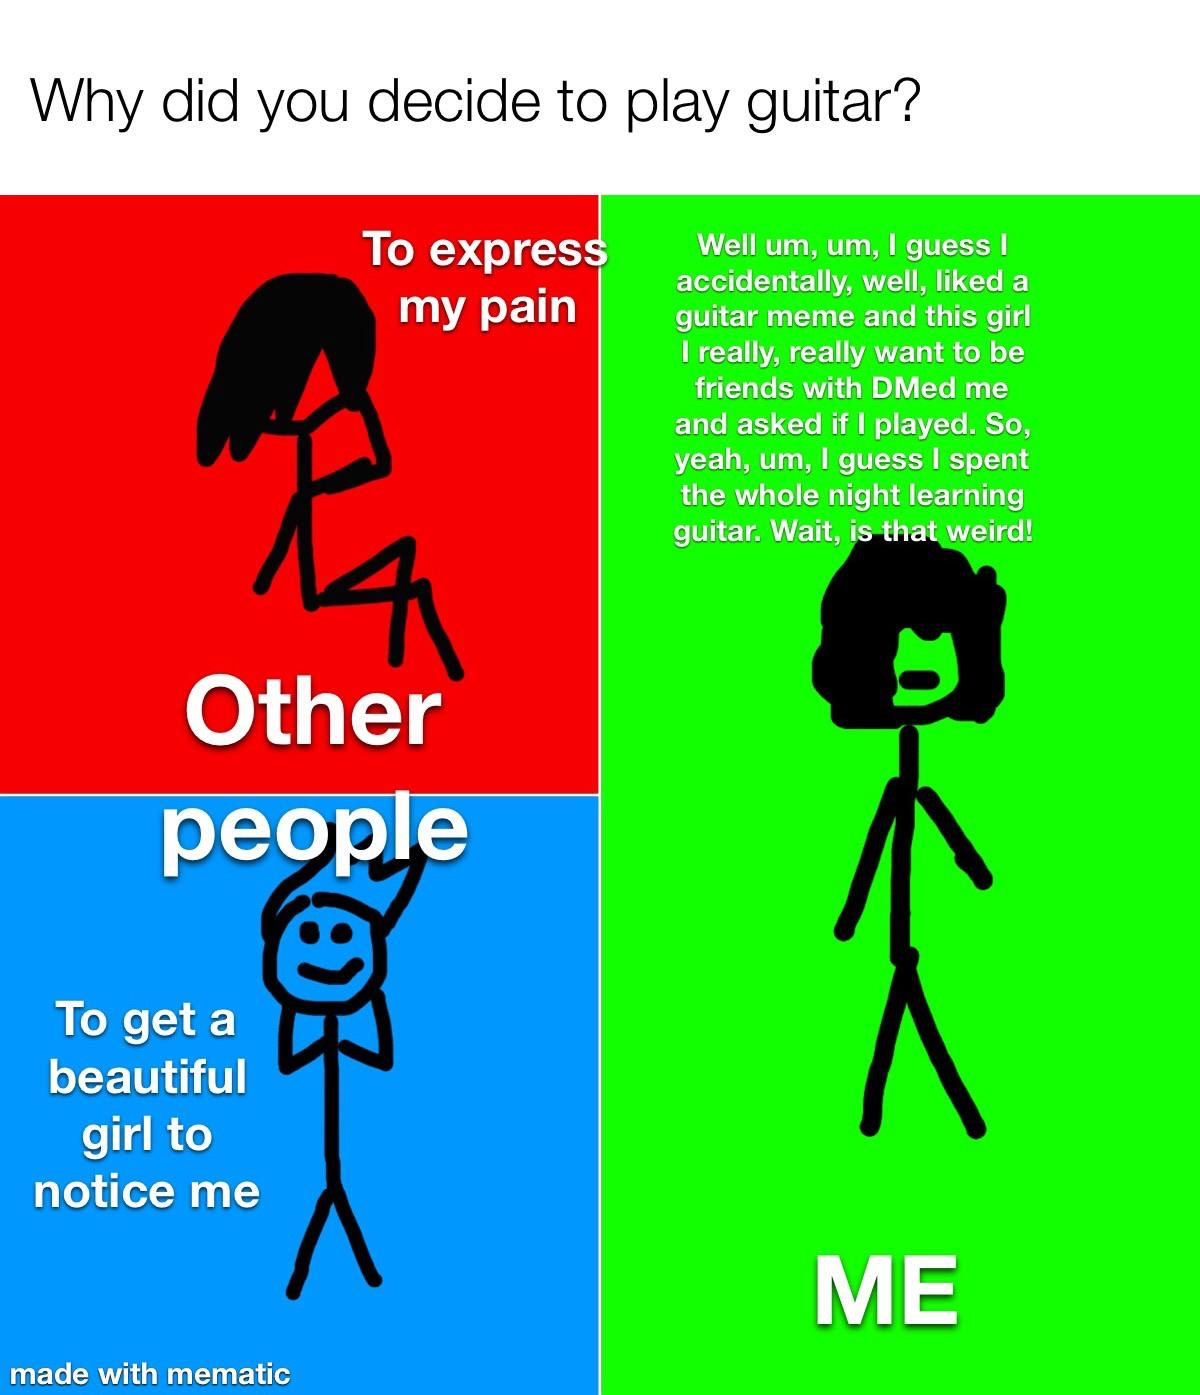 Why did you decide to play guitar?
To express
my pain
Other
people
To get a
beautiful
girl to
notice me
Well um, um, I guess I
accidentally, well, liked a
guitar meme and this girl
I really, really want to be
friends with DMed me
and asked if I played. So,
yeah, um, I guess I spent
the whole night learning
guitar. Wait, is that weird!
ME
made with mematic